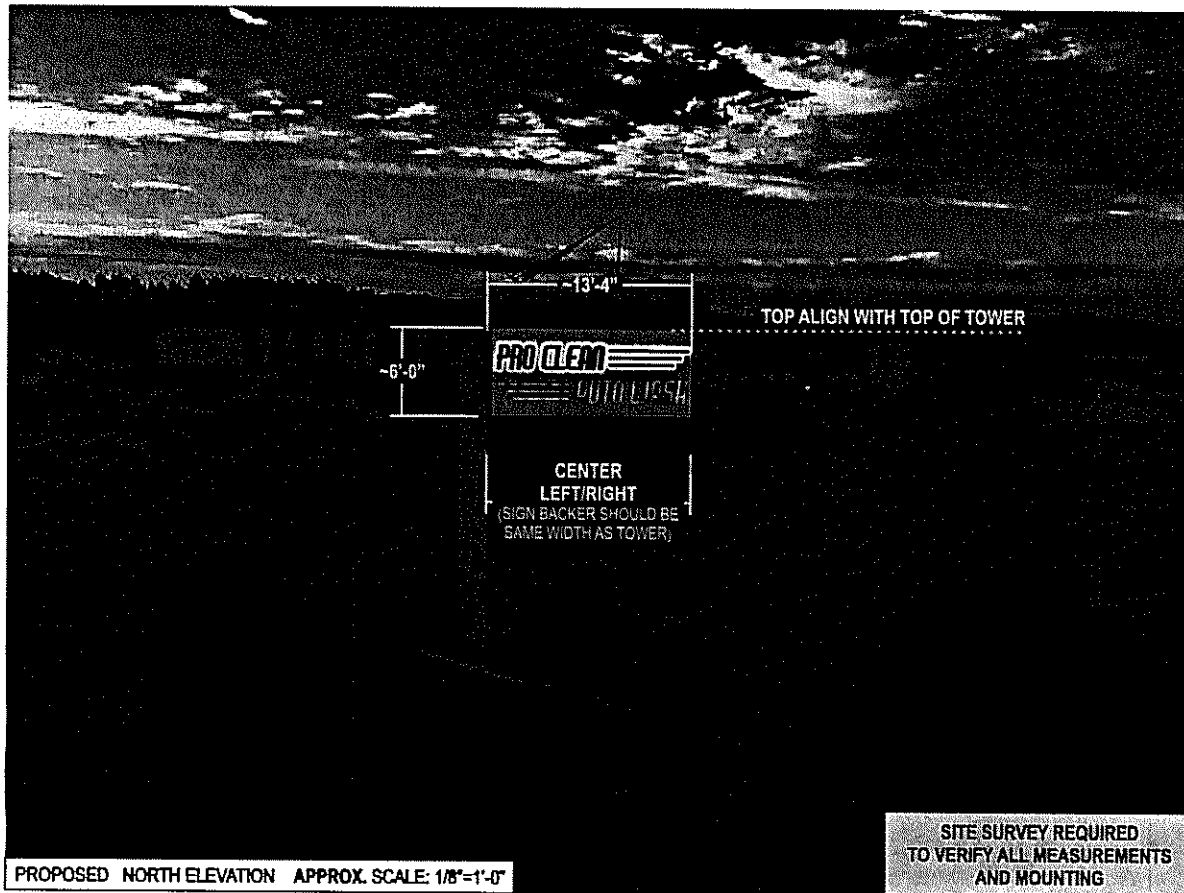 ~13'-4"
TOP ALIGN WITH TOP OF TOWER
~6'-0"
PRO CLEAN
AUTO WASH
CENTER
LEFT/RIGHT
(SIGN BACKER SHOULD BE
SAME WIDTH AS TOWER)
PROPOSED NORTH ELEVATION APPROX. SCALE: 1/8"=1'-0"
SITE SURVEY REQUIRED
TO VERIFY ALL MEASUREMENTS
AND MOUNTING